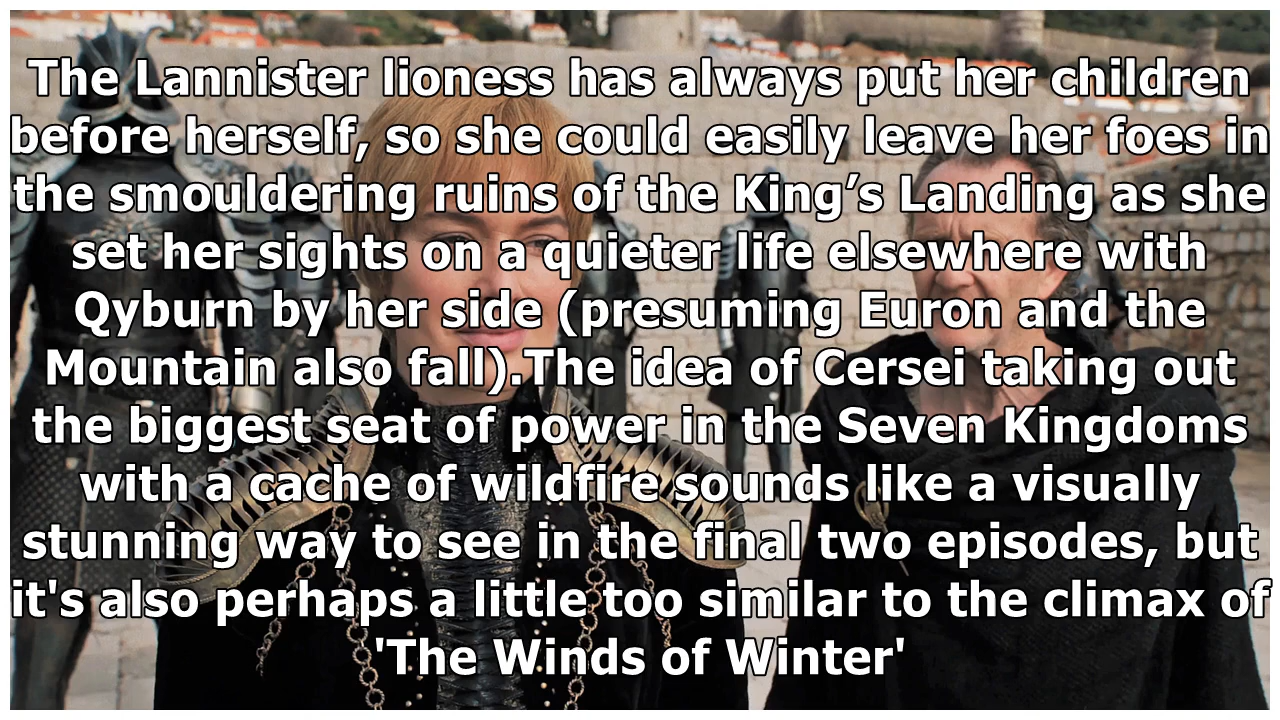 The Lannister lioness has always put her children
before herself, so she could easily leave her foes in
the smouldering ruins of the King’s Landing as she
set her sights on a quieter life elsewhere with
Qyburn by her side (presuming Euron and the
Mountain also fall).The idea of Cersei taking out
the biggest seat of power in the Seven Kingdoms
with a cache of wildfire sounds like a visually
stunning way to see in the final two episodes, but
it's also perhaps a little too similar to the climax of
'The Winds of Winter'